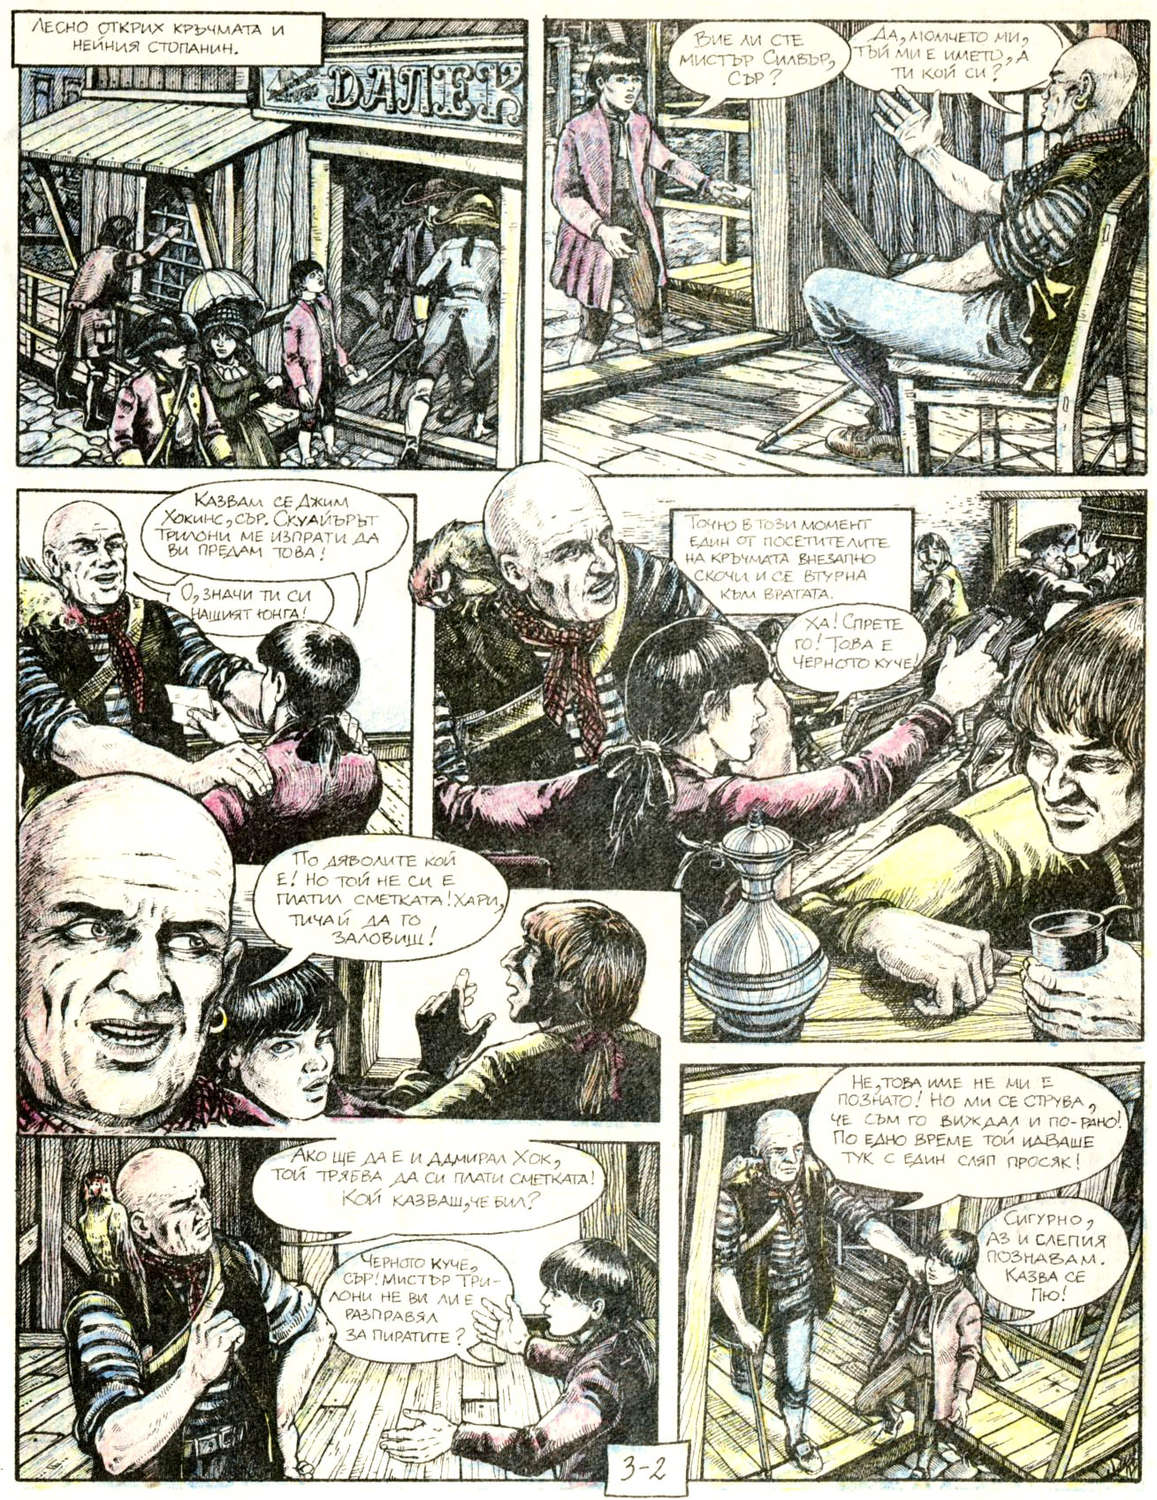 ЛЕСНО ОТКРИХ КРЪЧМАТА И
НЕЙНИЯ СТОПАНИН.
ДАЛЕК
ВИЕ ЛИ СТЕ
МИСТЪР СИЛВЪР,
СЪР?
ДА, МОМЧЕТО МИ,
ТЪЙ МИ Е ИМЕТО, А
ТИ КОЙ СИ?
КАЗВАМ СЕ ДЖИМ
ХОКИНС, СЪР. СКУАЙЪРЪТ
ТРИЛОНИ МЕ ИЗПРАТИ ДА
ВИ ПРЕДАМ ТОВА!
О, ЗНАЧИ ТИ СИ
НАШИЯТ ЮНГА!
ТОЧНО В ТОЗИ МОМЕНТ
ЕДИН ОТ ПОСЕТИТЕЛИТЕ
НА КРЪЧМАТА ВНЕЗАПНО
СКОЧИ И СЕ ВТУРНА
КЪМ ВРАТАТА.
ХА! СПРЕТЕ
ГО! ТОВА Е
ЧЕРНОТО КУЧЕ!
ПО ДЯВОЛИТЕ КОЙ
Е! НО ТОЙ НЕ СИ Е
ПЛАТИЛ СМЕТКАТА! ХАРИ,
ТИЧАЙ ДА ГО
ЗАЛОВИШ!
АКО ЩЕ ДА Е И АДМИРАЛ ХОК,
ТОЙ ТРЯБВА ДА СИ ПЛАТИ СМЕТКАТА!
КОЙ КАЗВАШ, ЧЕ БИЛ?
ЧЕРНОТО КУЧЕ,
СЪР! МИСТЪР ТРИ-
ЛОНИ НЕ ВИ ЛИ Е
РАЗПРАВЯЛ
ЗА ПИРАТИТЕ?
НЕ, ТОВА ИМЕ НЕ МИ Е
ПОЗНАТО! НО МИ СЕ СТРУВА,
ЧЕ СЪМ ГО ВИЖДАЛ И ПО-РАНО!
ПО ЕДНО ВРЕМЕ ТОЙ ИДВАШЕ
ТУК С ЕДИН СЛЯП ПРОСЯК!
СИГУРНО,
АЗ И СЛЕПИЯ
ПОЗНАВАМ.
КАЗВА СЕ
ПЮ!
3-2